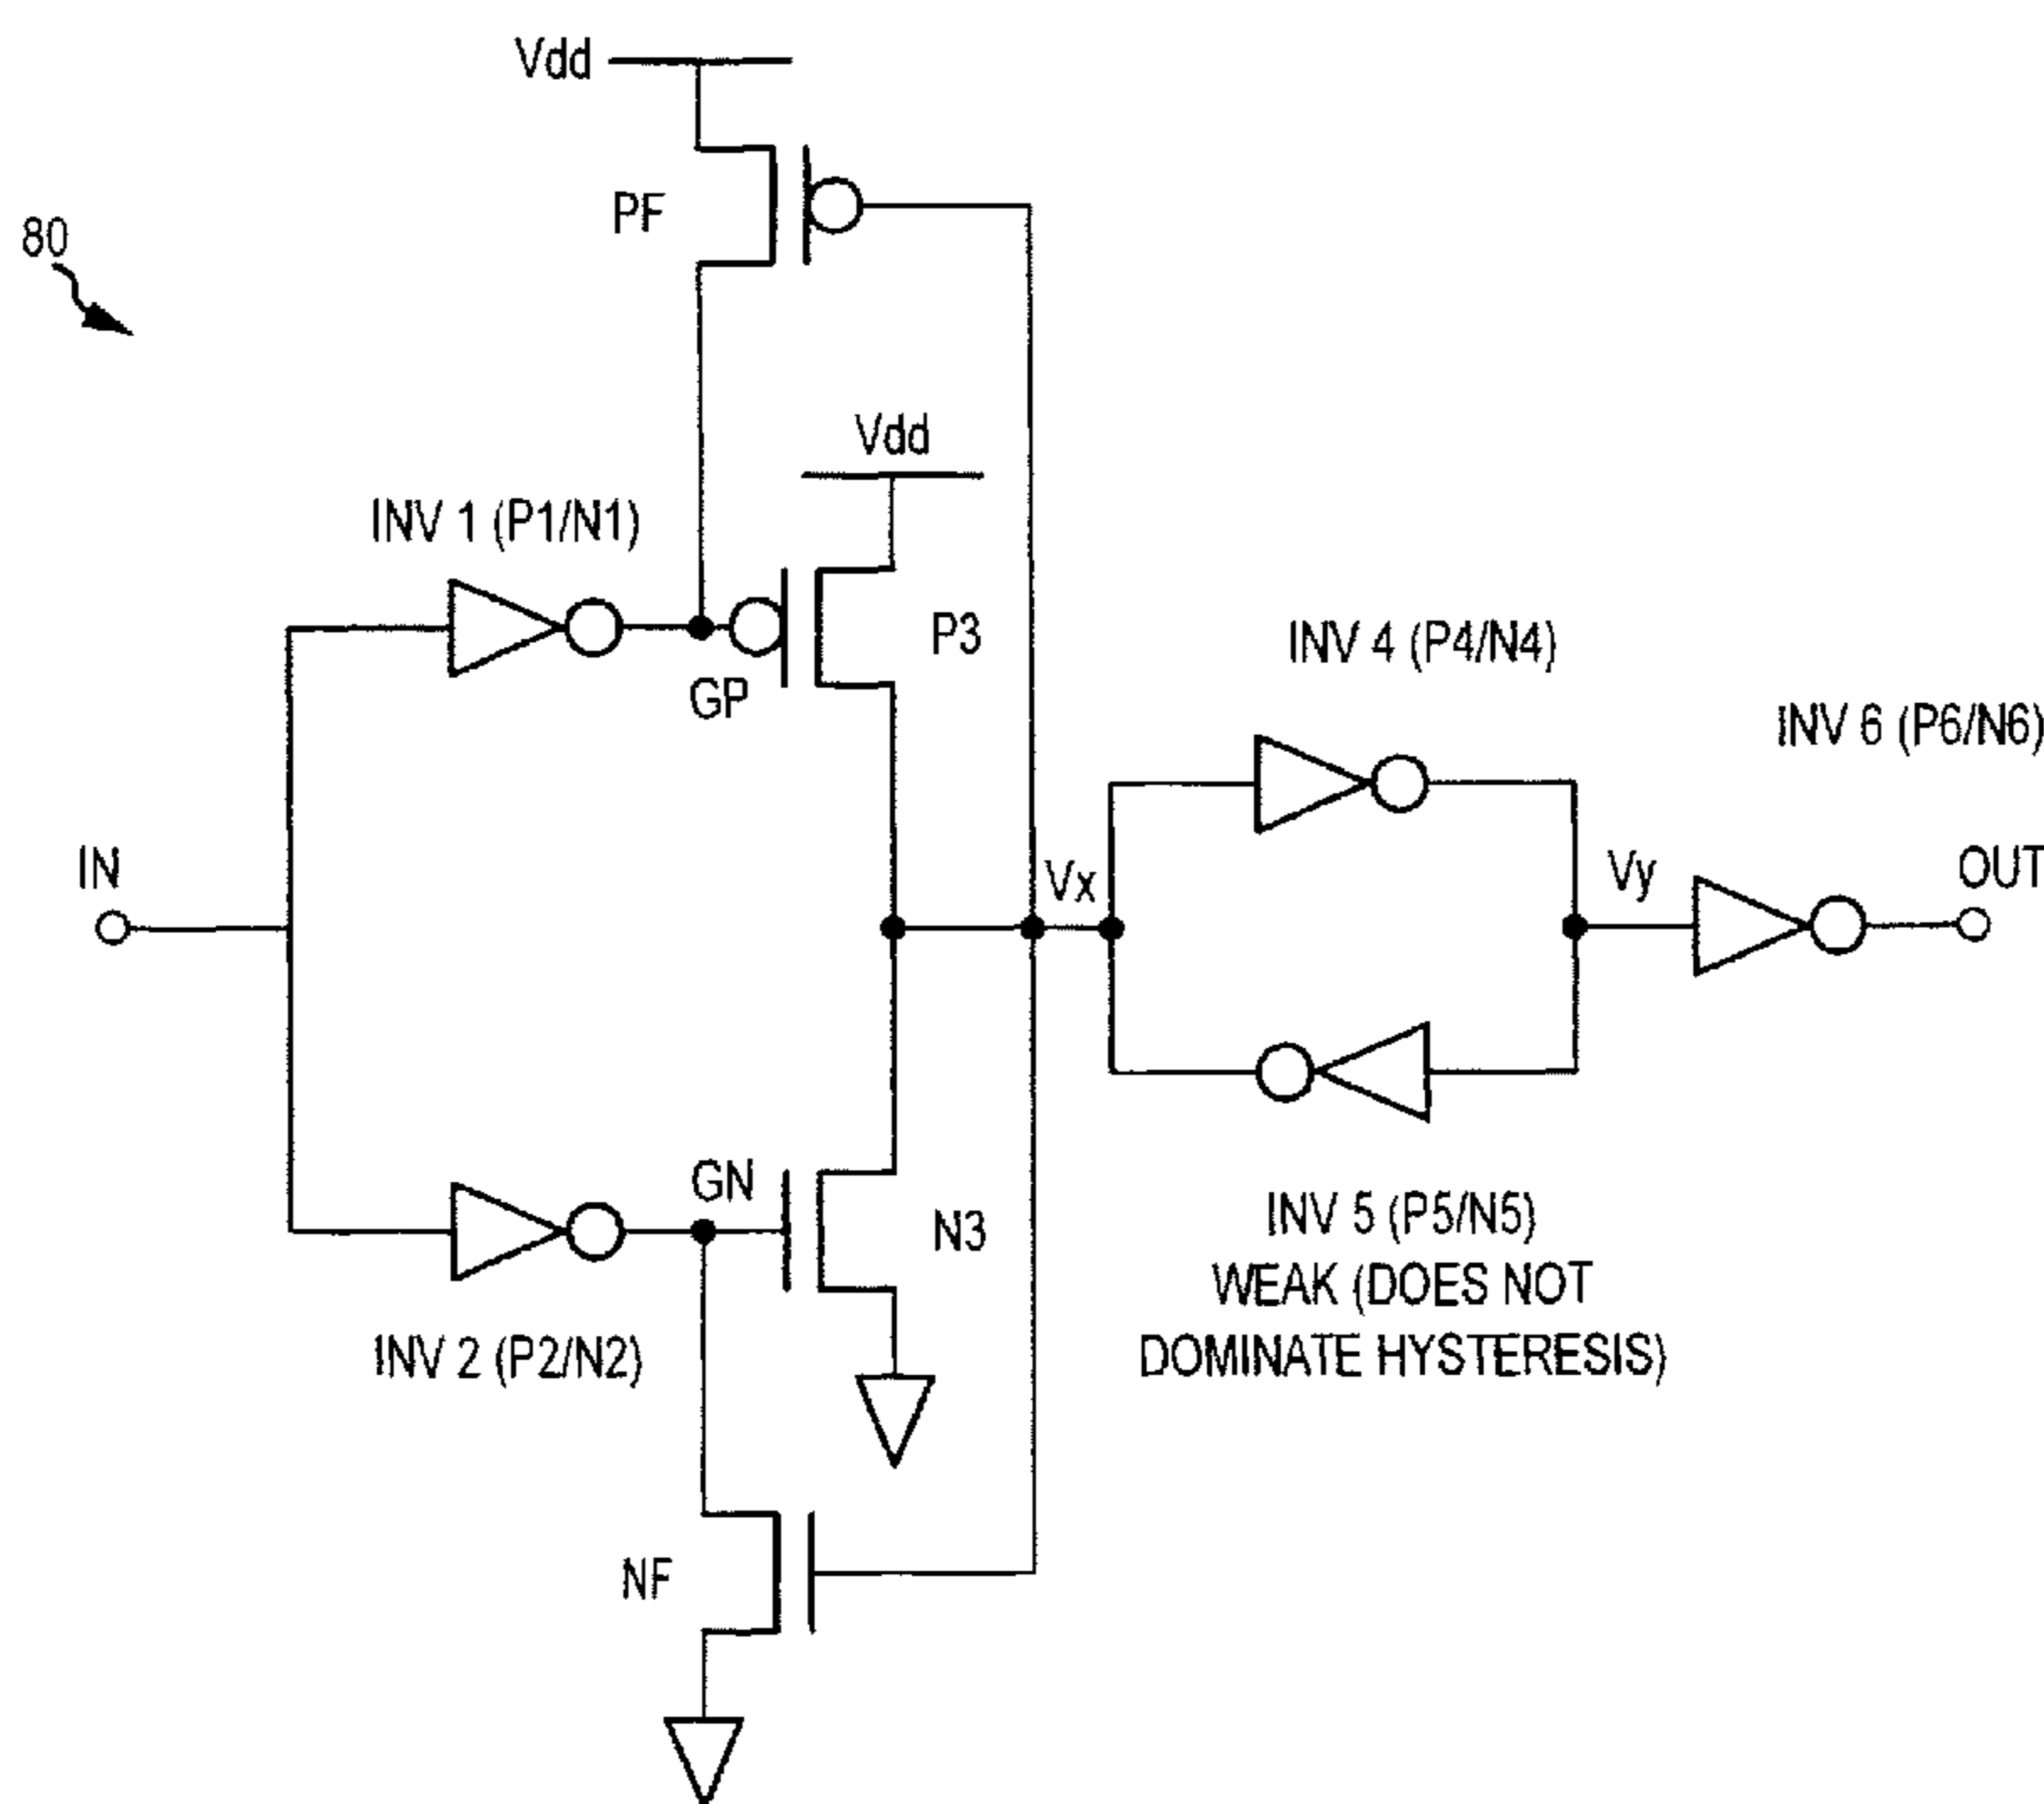 Vdd
PF
80
Vdd
INV 1 (P1/N1)
P3
GP
INV 4 (P4/N4)
INV 6 (P6/N6)
IN
Vx
Vy
OUT
GN
N3
INV 5 (P5/N5)
WEAK (DOES NOT
DOMINATE HYSTERESIS)
INV 2 (P2/N2)
NF